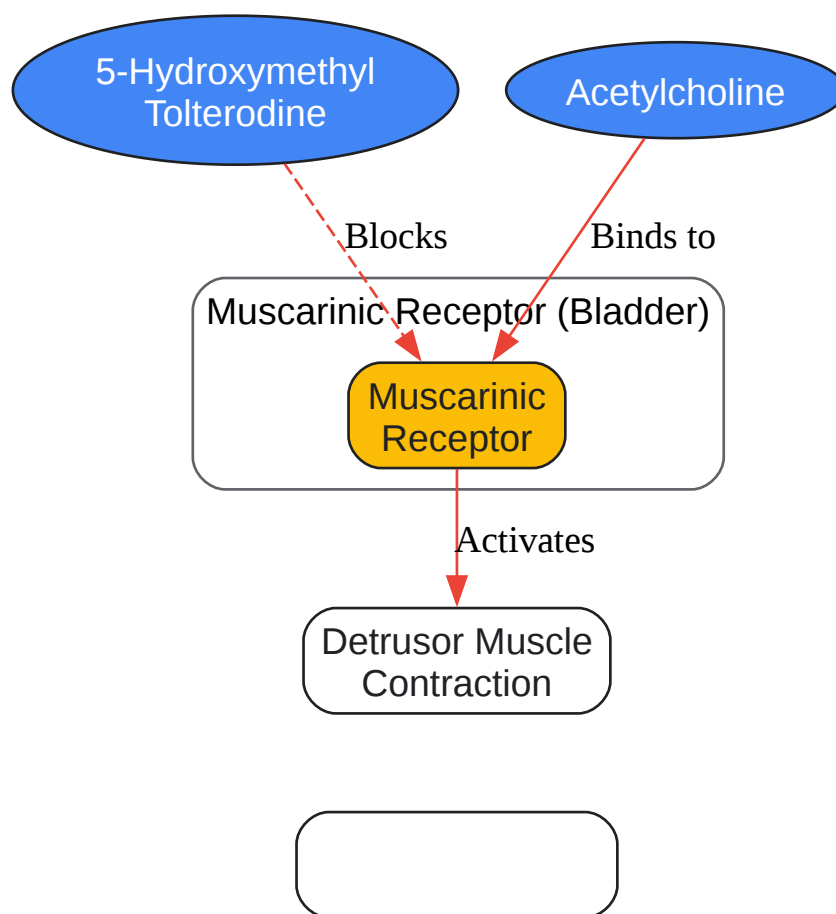 5-Hydroxymethyl
Tolterodine
Acetylcholine
Blocks
Binds to
Muscarinic Receptor (Bladder)
Muscarinic
Receptor
Activates
Detrusor Muscle
Contraction